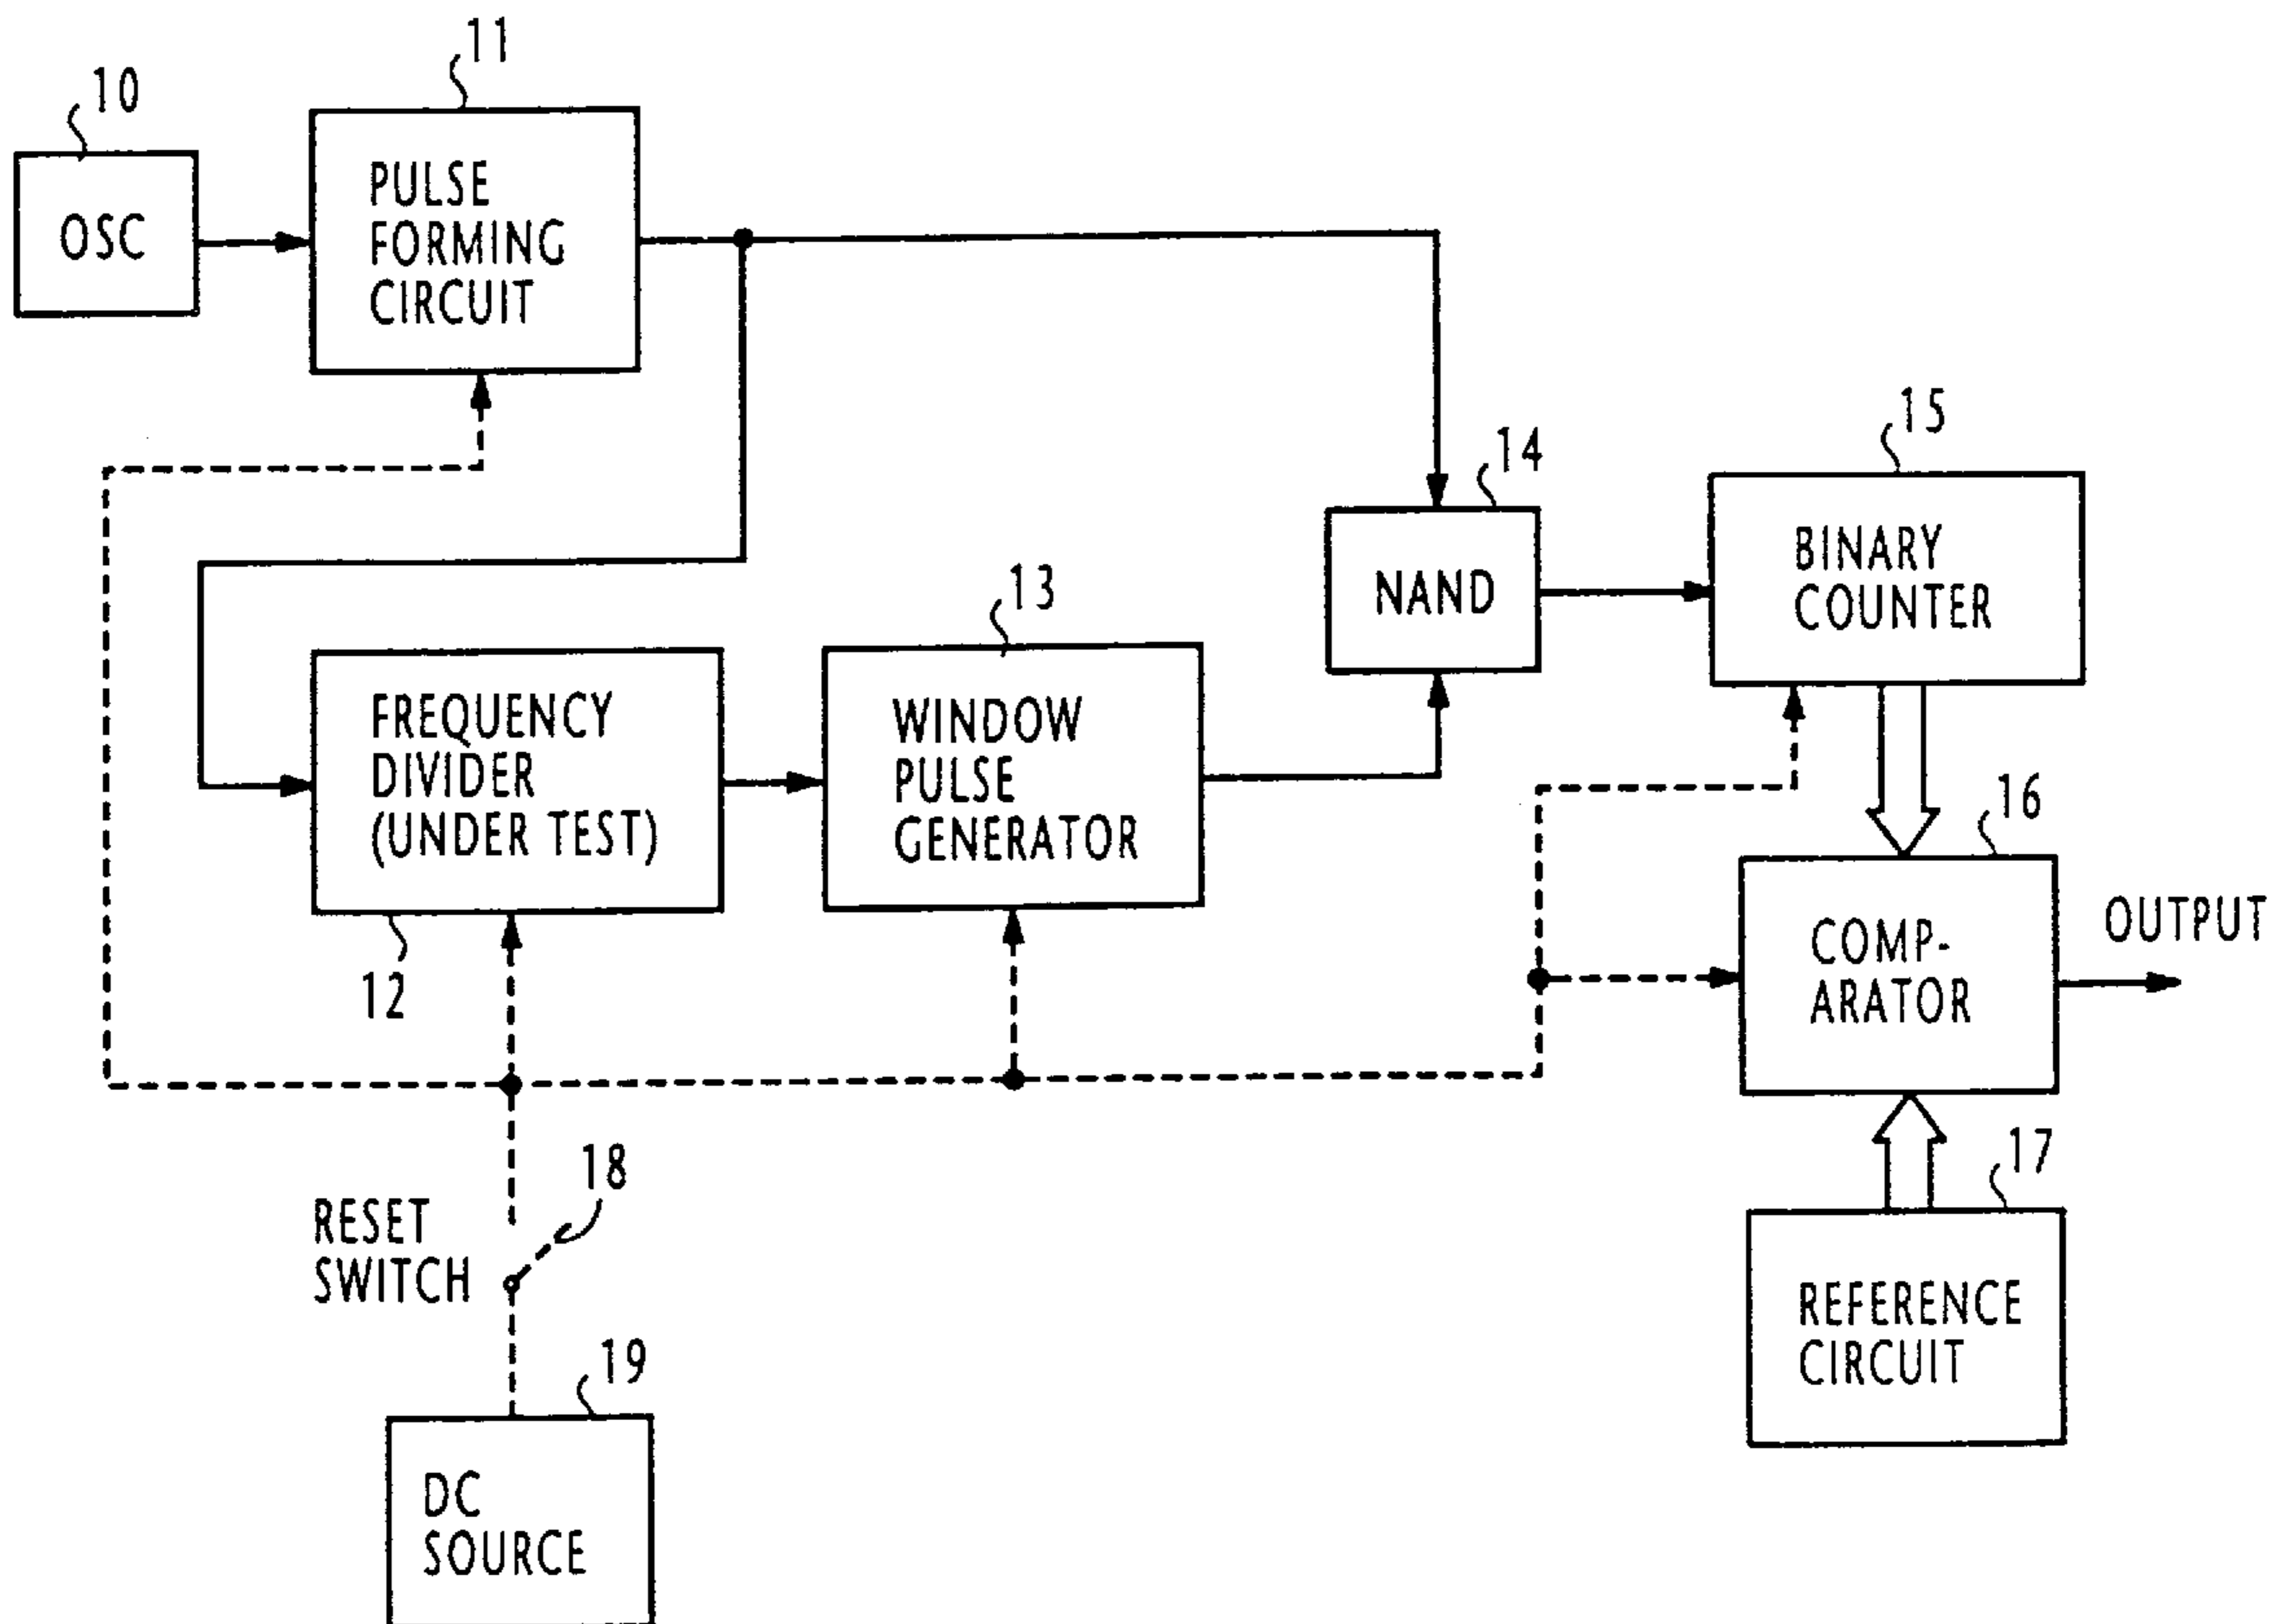 11
10
OSC
PULSE
FORMING
CIRCUIT
15
14
NAND
BINARY
COUNTER
13
FREQUENCY
DIVIDER
(UNDER TEST)
WINDOW
PULSE
GENERATOR
16
12
COMP-
ARATOR
OUTPUT
18
RESET
SWITCH
17
REFERENCE
CIRCUIT
19
DC
SOURCE